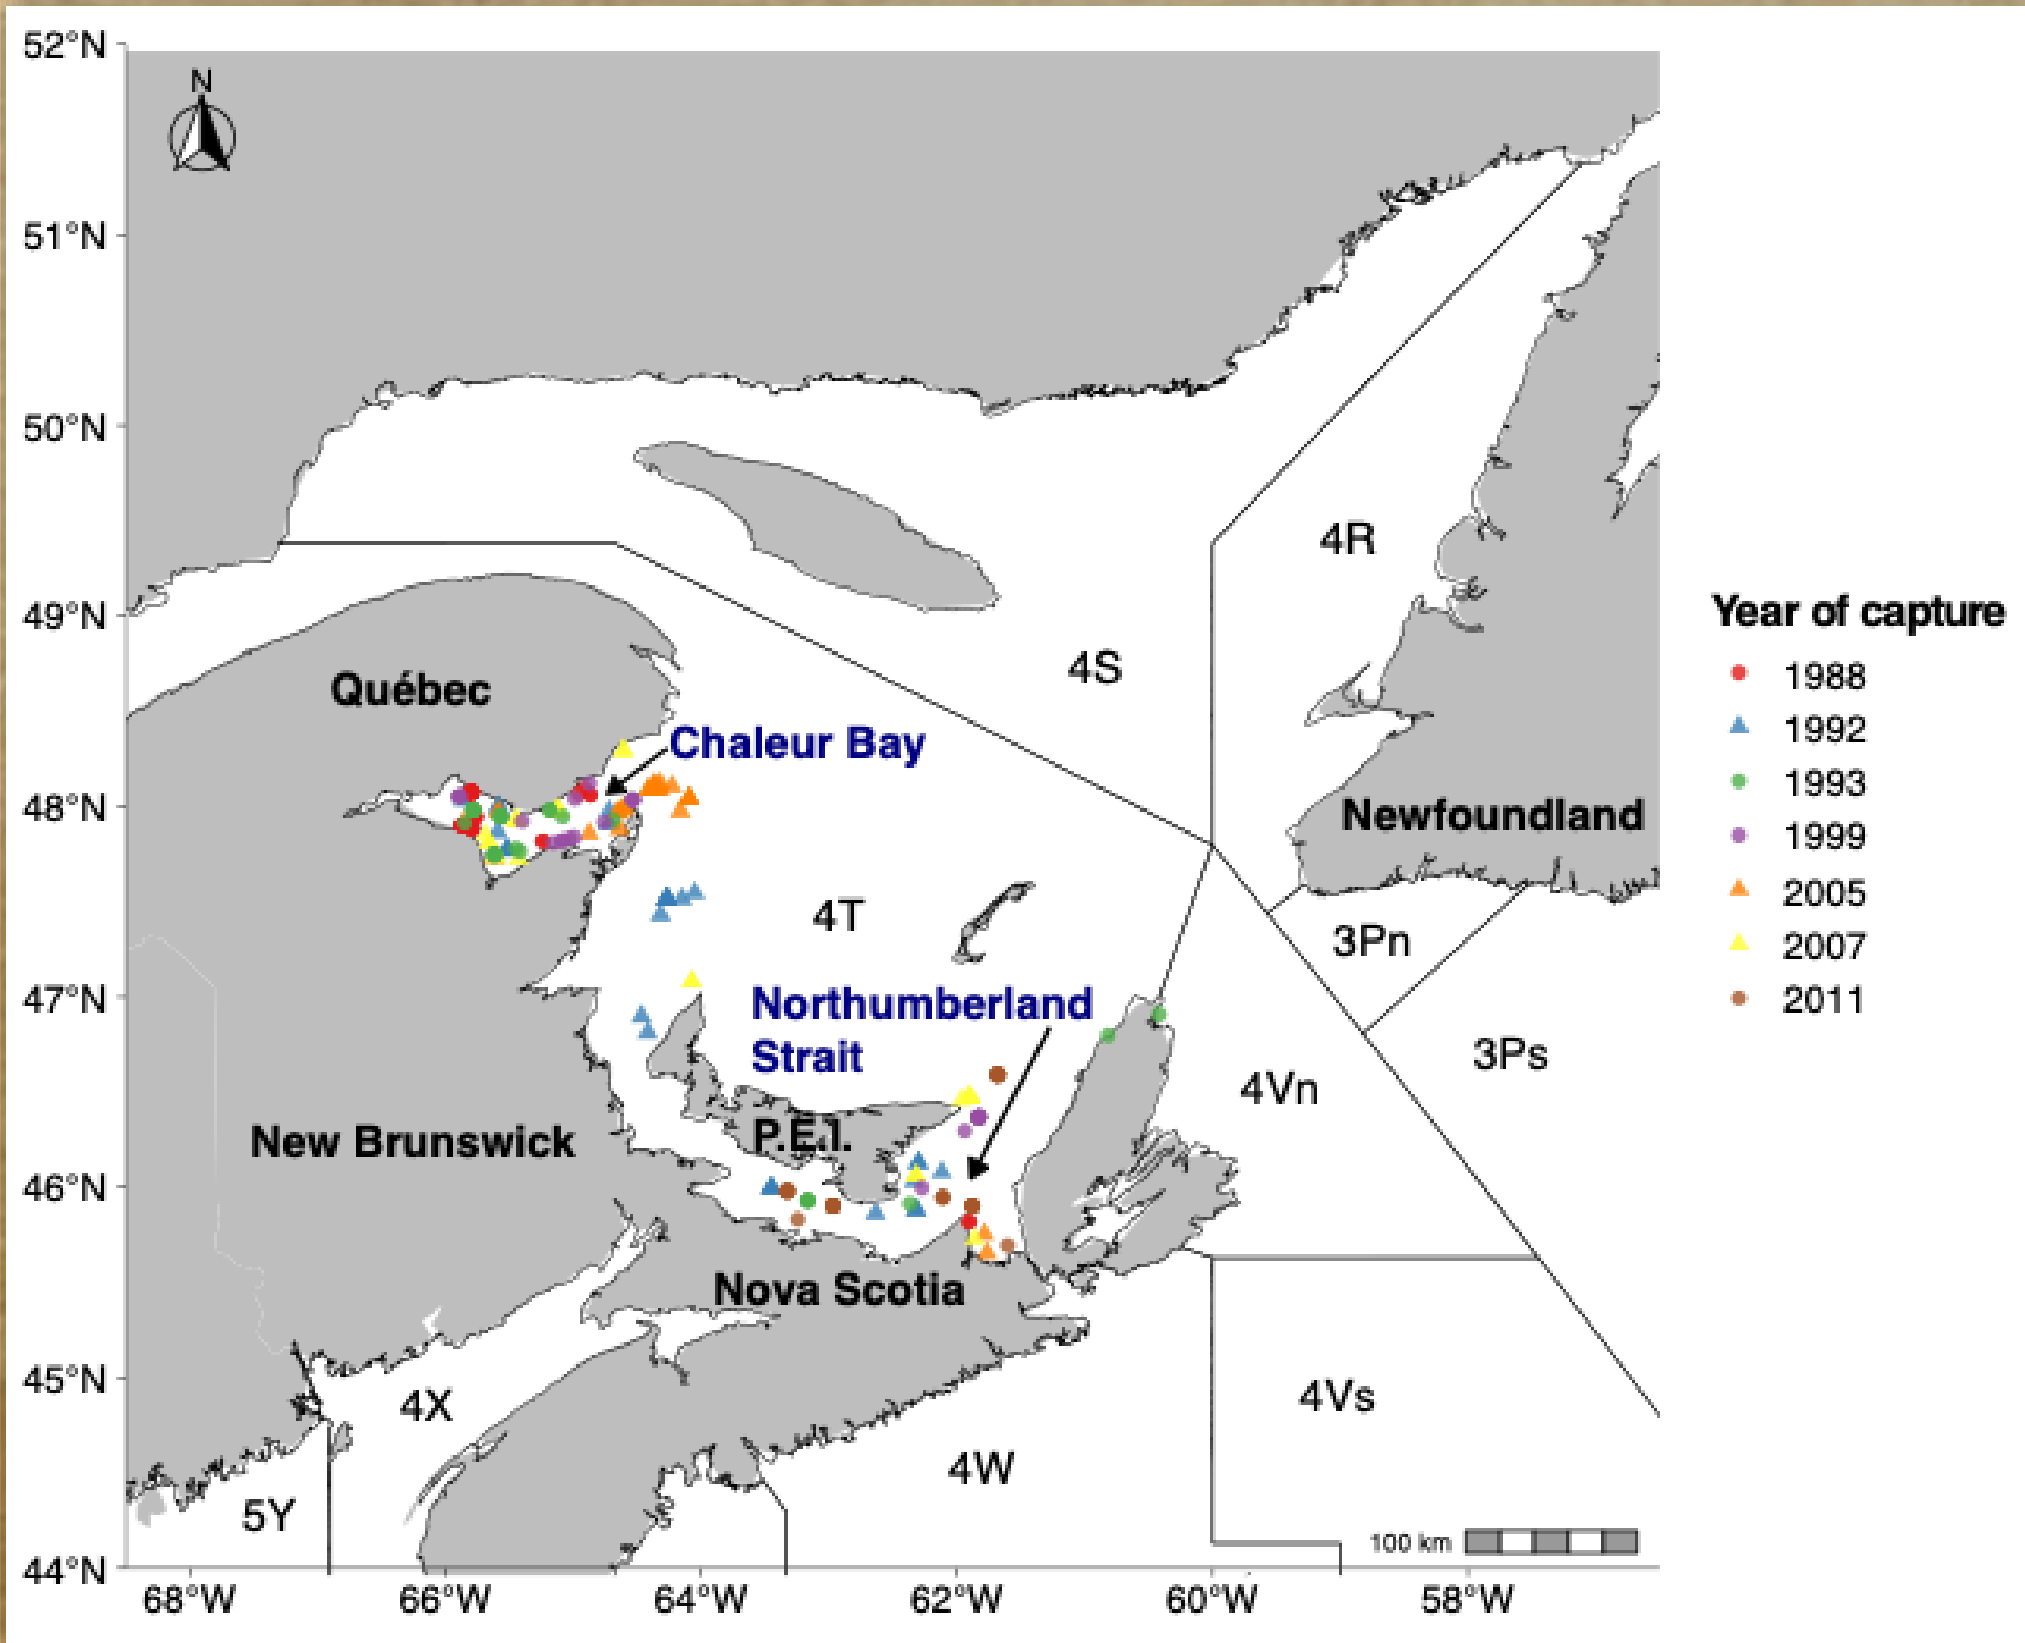 52°N
N
51°N
50°N
4R
49°N
Year of capture
4S
1988
Québec
1992
Chaleur Bay
1993
48°N
Newfoundland
1999
2005
4T
3Pn
2007
47°N
Northumberland
2011
Strait
3Ps
4Vn
P.E.I.
New Brunswick
46°N
Nova Scotia
45°N
4X
4Vs
4W
5Y
100 km
44°N
68°W 66°W 64°W 62°W 60°W 58°W